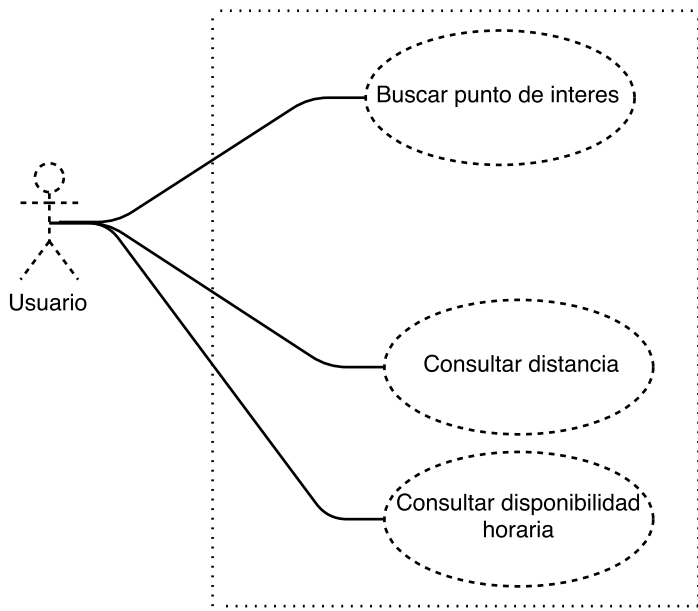 Buscar punto de interes
Usuario
Consultar distancia
Consultar disponibilidad
horaria